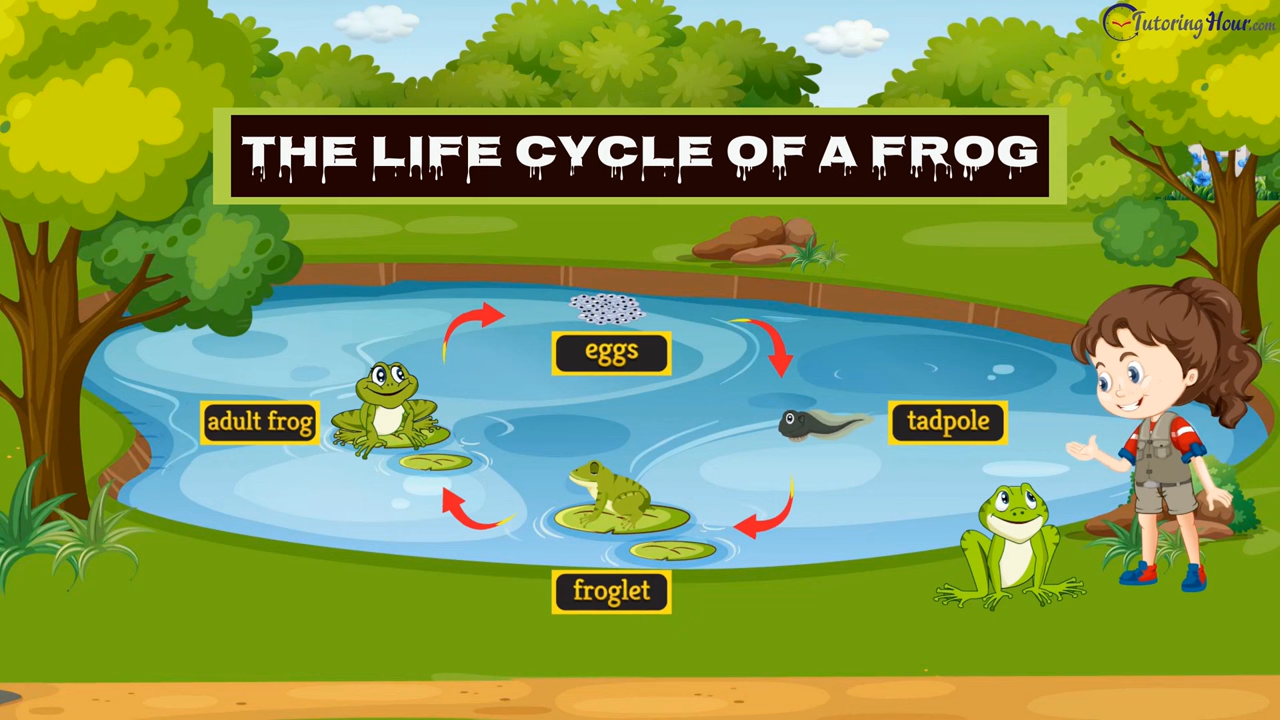 TutoringHour.com
THE LIFE CYCLE OF A FROG
eggs
adult frog
tadpole
froglet